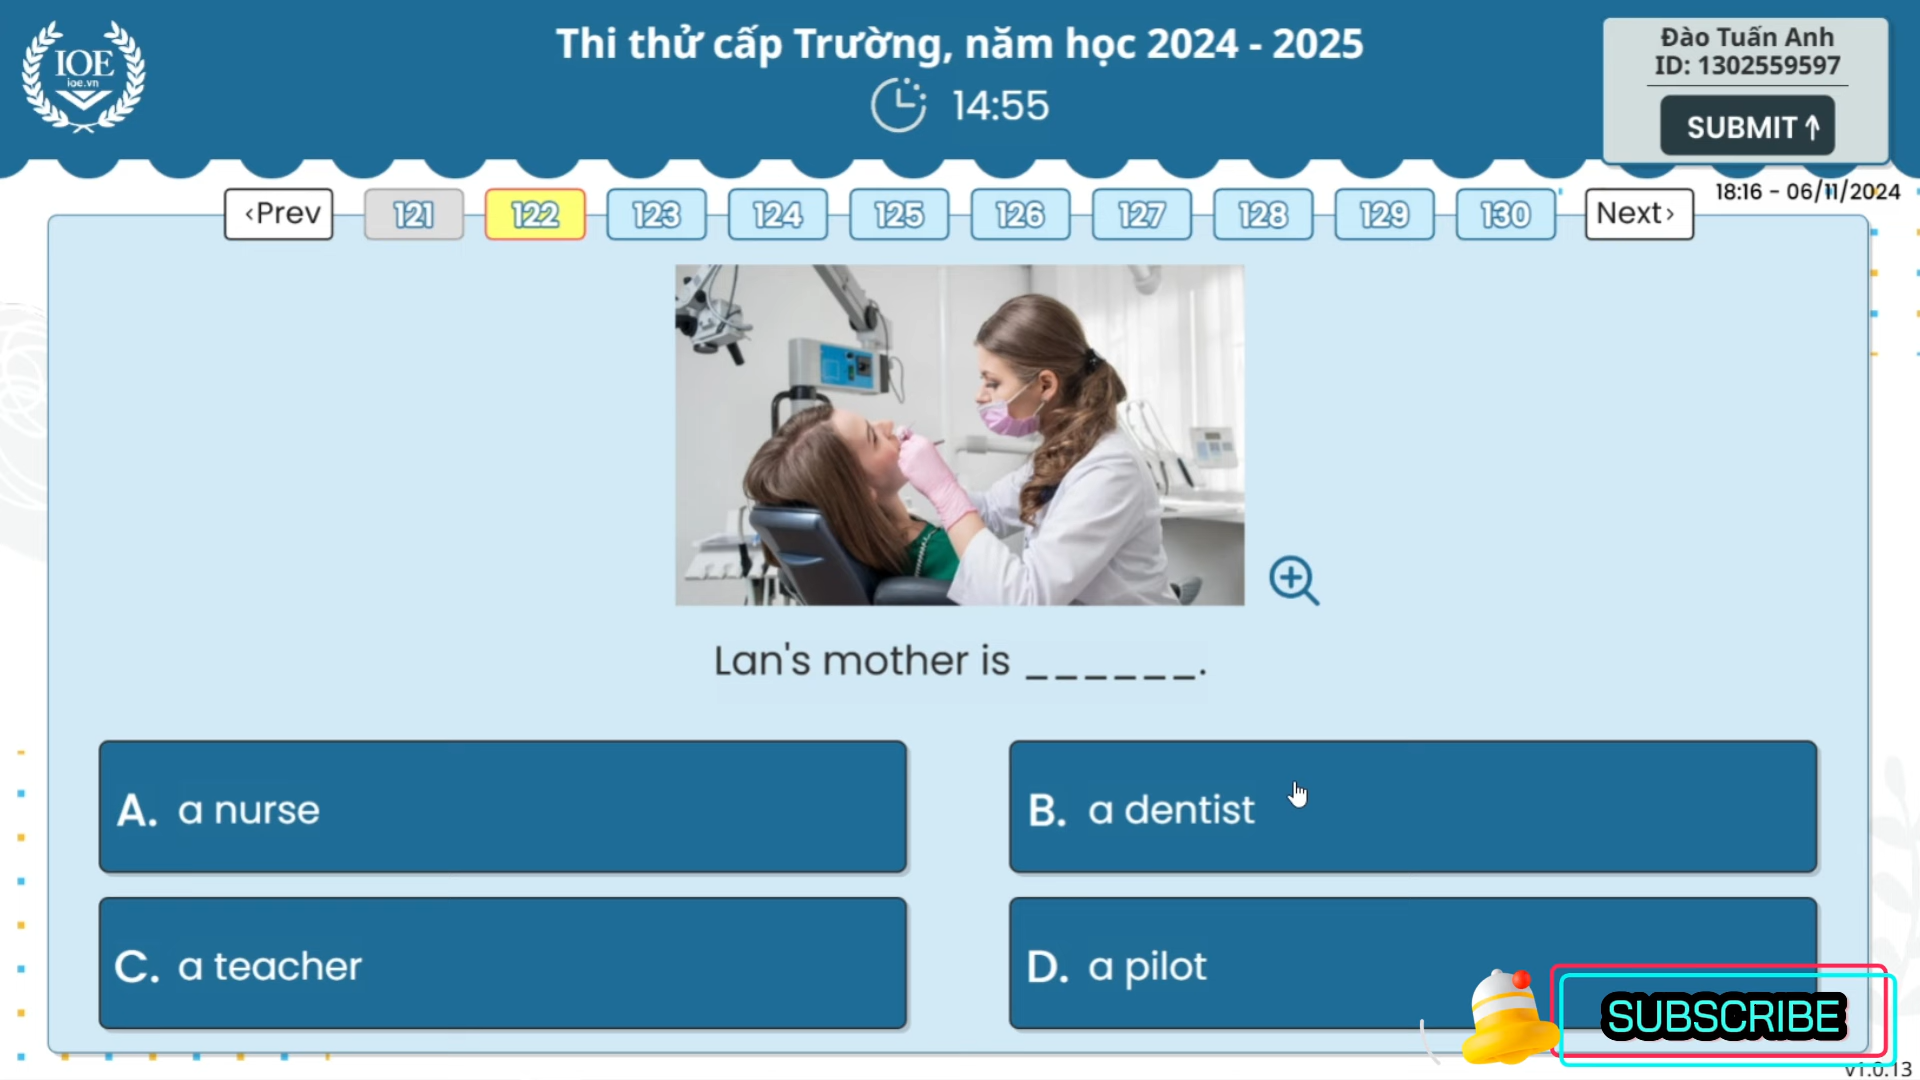 IOE
ioe.vn
Thi thử cấp Trường, năm học 2024 - 2025
14:55
Đào Tuấn Anh
ID: 1302559597
SUBMIT
18:16 - 06/11/2024
‹Prev
121
122
123
124
125
126
127
128
129
130
Next›
Lan's mother is ______.
A. a nurse
B. a dentist
C. a teacher
D. a pilot
SUBSCRIBE
v1.0.13